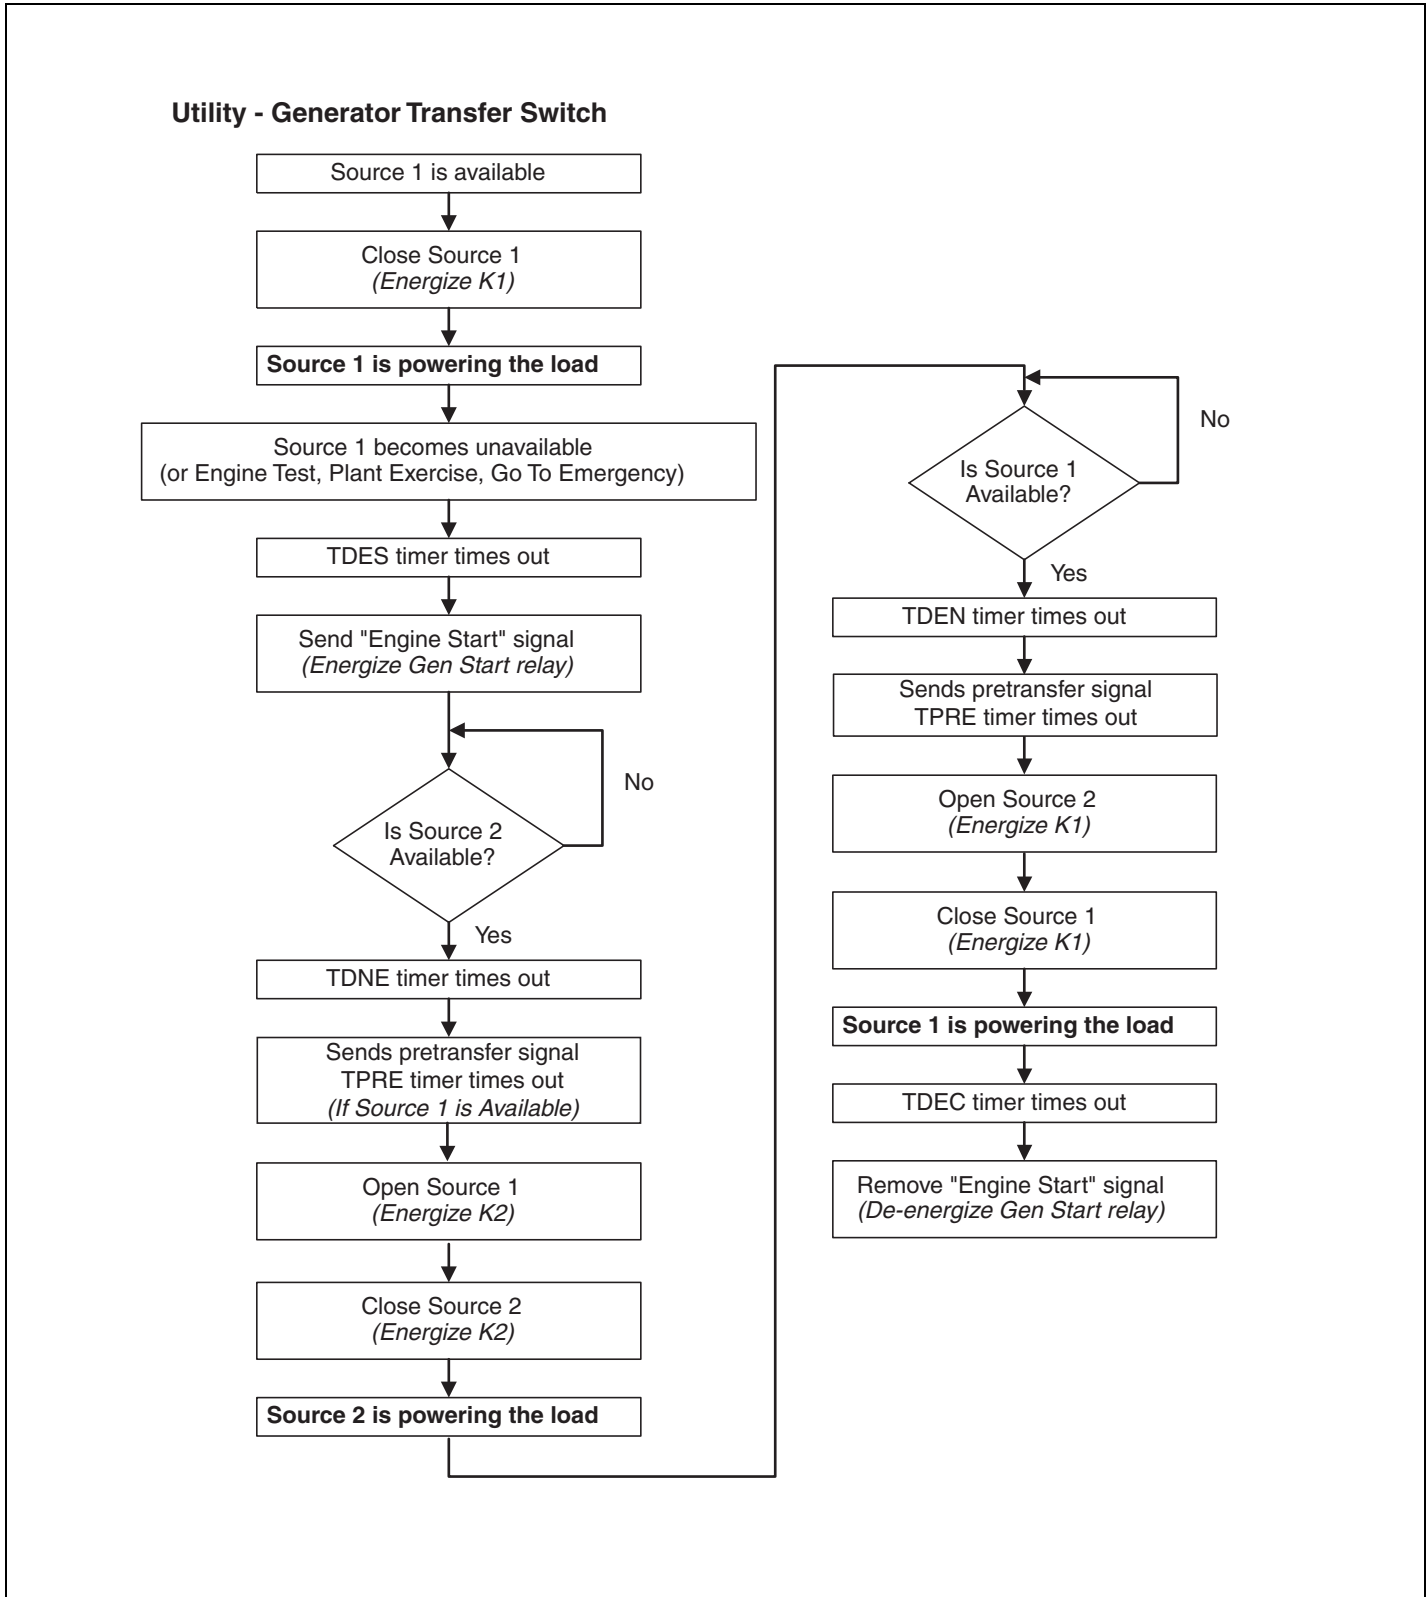 Utility - Generator Transfer Switch
Source 1 is available
Close Source 1
(Energize K1)
Source 1 is powering the load
Source 1 becomes unavailable
(or Engine Test, Plant Exercise, Go To Emergency)
TDES timer times out
Send "Engine Start" signal
(Energize Gen Start relay)
No
Is Source 2
Available?
Yes
TDNE timer times out
Sends pretransfer signal
TPRE timer times out
(If Source 1 is Available)
Open Source 1
(Energize K2)
Close Source 2
(Energize K2)
Source 2 is powering the load
No
Is Source 1
Available?
Yes
TDEN timer times out
Sends pretransfer signal
TPRE timer times out
Open Source 2
(Energize K1)
Close Source 1
(Energize K1)
Source 1 is powering the load
TDEC timer times out
Remove "Engine Start" signal
(De-energize Gen Start relay)